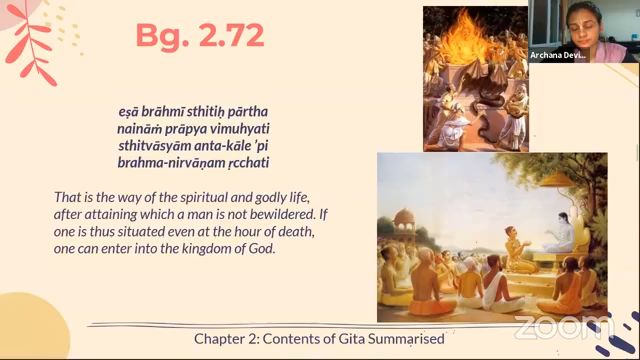 Bg. 2.72
Archana Devi...
eṣā brāhmī sthitiḥ pārtha
naināṁ prāpya vimuhyati
sthitvāsyām anta-kāle 'pi
brahma-nirvāṇam ṛcchati
That is the way of the spiritual and godly life,
after attaining which a man is not bewildered. If
one is thus situated even at the hour of death,
one can enter into the kingdom of God.
zoom
Chapter 2: Contents of Gita Summarised